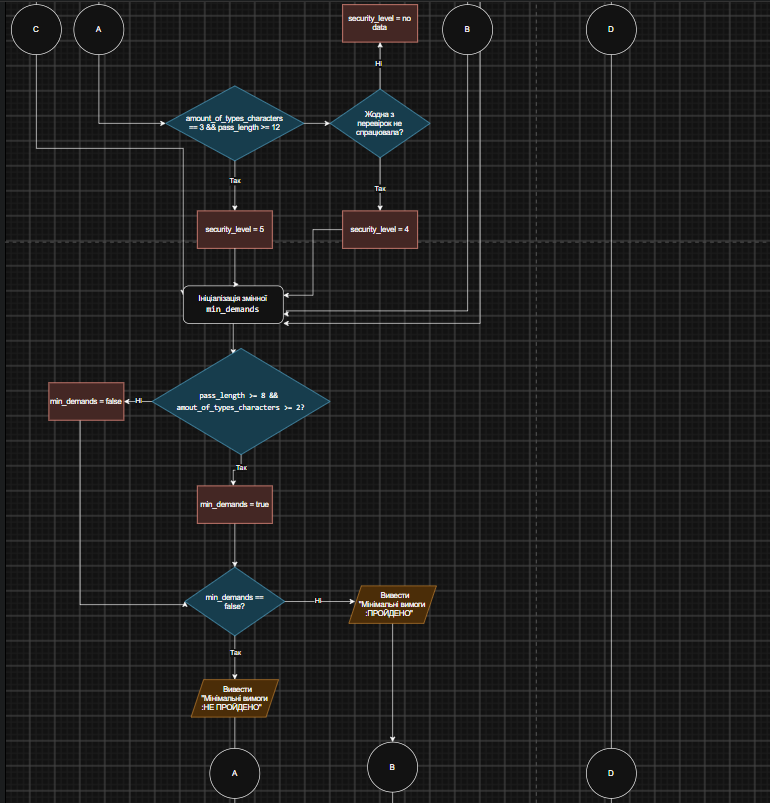 security_level = no
data
C
A
B
D
Ні
amount_of_types_characters
== 3 && pass_length >= 12
Жодна з
перевірок не
спрацювала?
Так
Так
security_level = 5
security_level = 4
Ініціалізація змінної
min_demands
pass_length >= 8 &&
amout_of_types_characters >= 2?
min_demands = false
Ні
Так
min_demands = true
min_demands ==
false?
Ні
Вивести
"Мінімальні вимоги
:ПРОЙДЕНО"
Так
Вивести
"Мінімальні вимоги
:НЕ ПРОЙДЕНО"
A
B
D